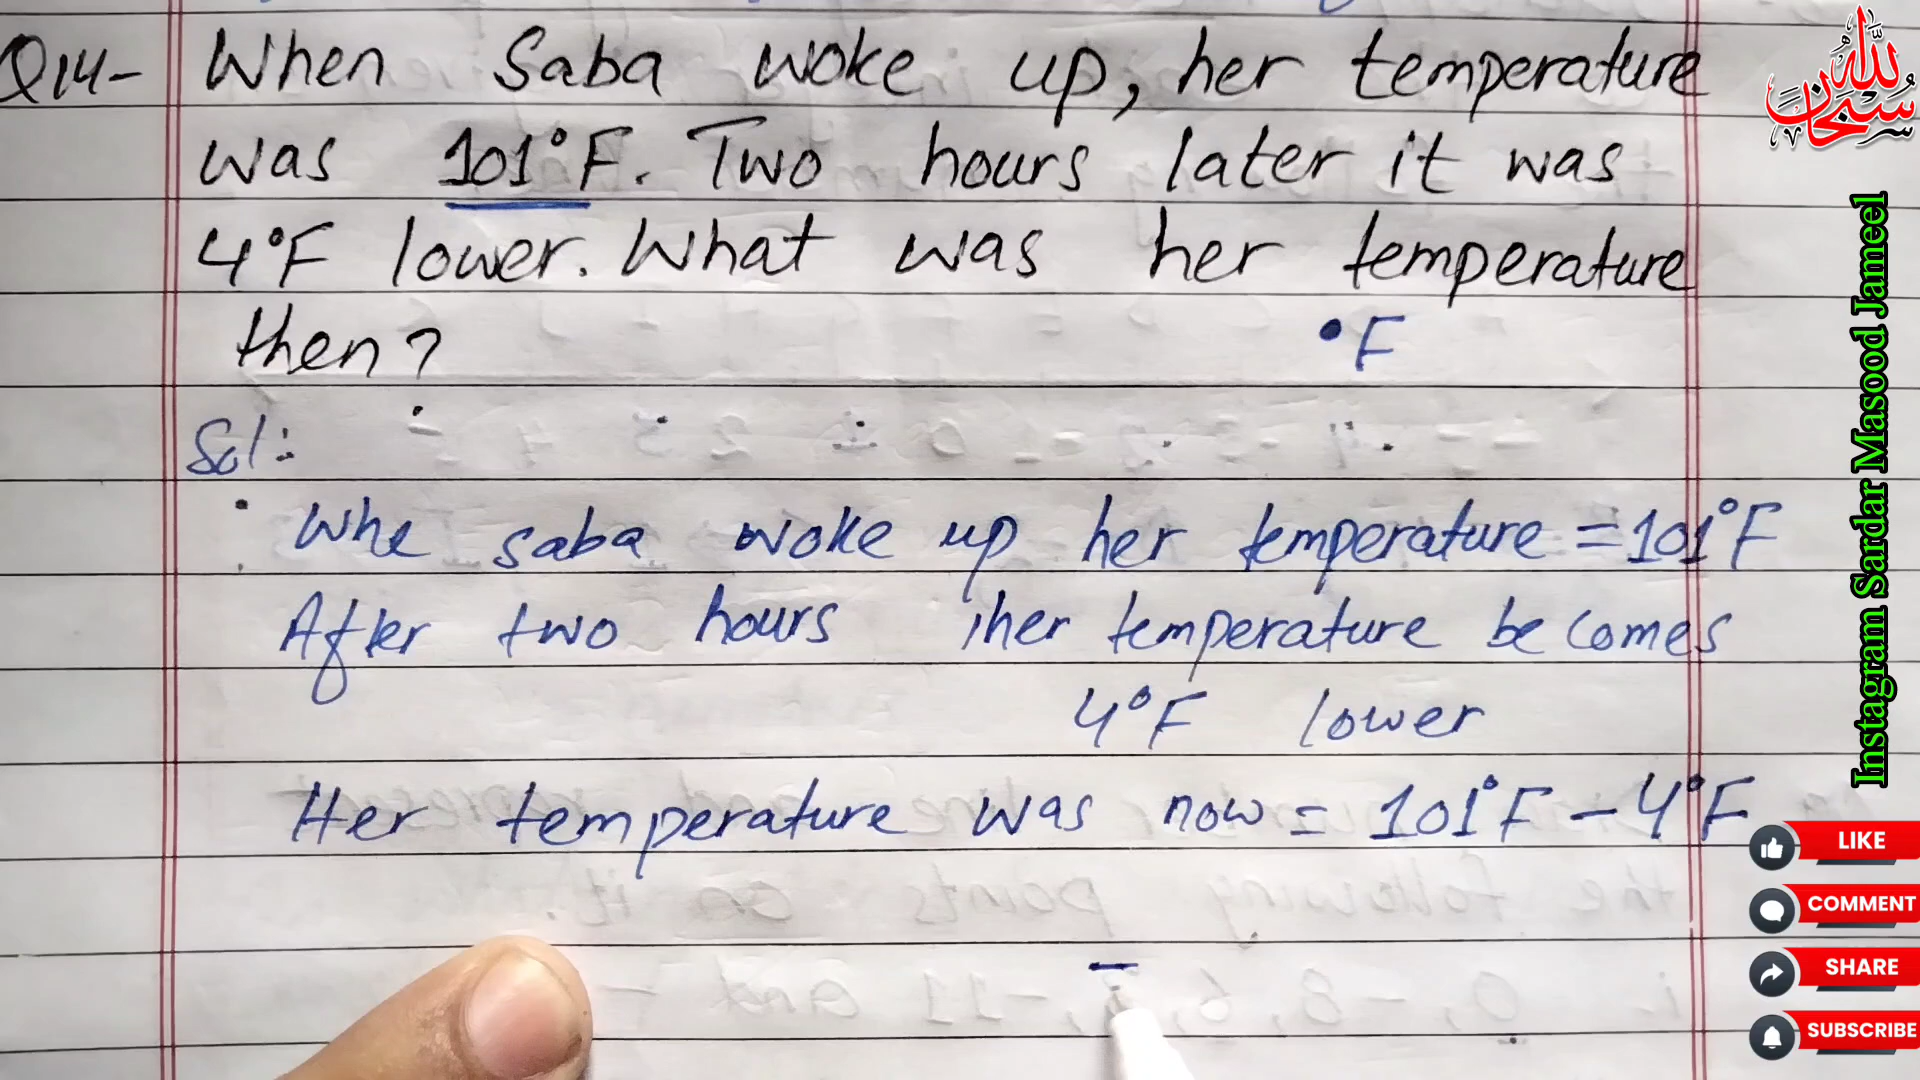 Q14- When Saba woke up, her temperature
was 101°F. Two hours later it was
4°F lower. What was her temperature
then?
°F
Sol:
Whe saba woke up her temperature = 101°F
After two hours her temperature becomes
4°F lower
Her temperature was now = 101°F - 4°F
سُبْحَانَ اللّٰه
Instagram Sardar Masood Jameel
LIKE
COMMENT
SHARE
SUBSCRIBE